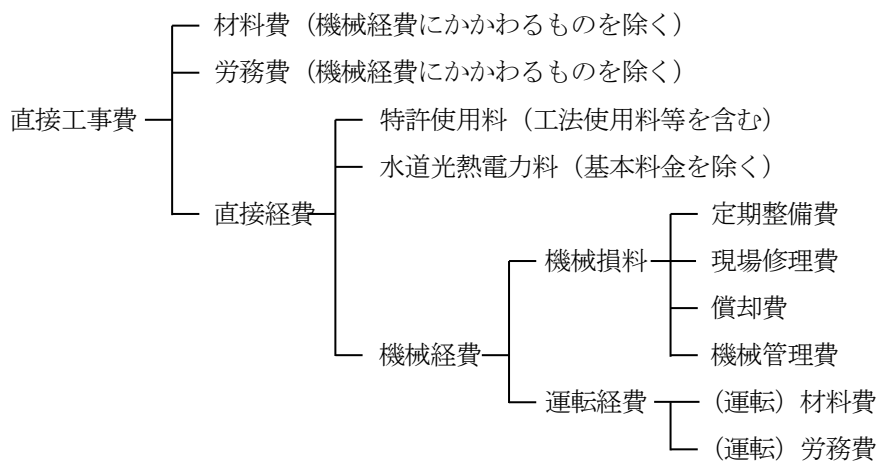 材料費（機械経費にかかわるものを除く）
労務費（機械経費にかかわるものを除く）
直接工事費
特許使用料（工法使用料等を含む）
水道光熱電力料（基本料金を除く）
直接経費
定期整備費
機械損料
現場修理費
償却費
機械経費
機械管理費
運転経費
（運転）材料費
（運転）労務費